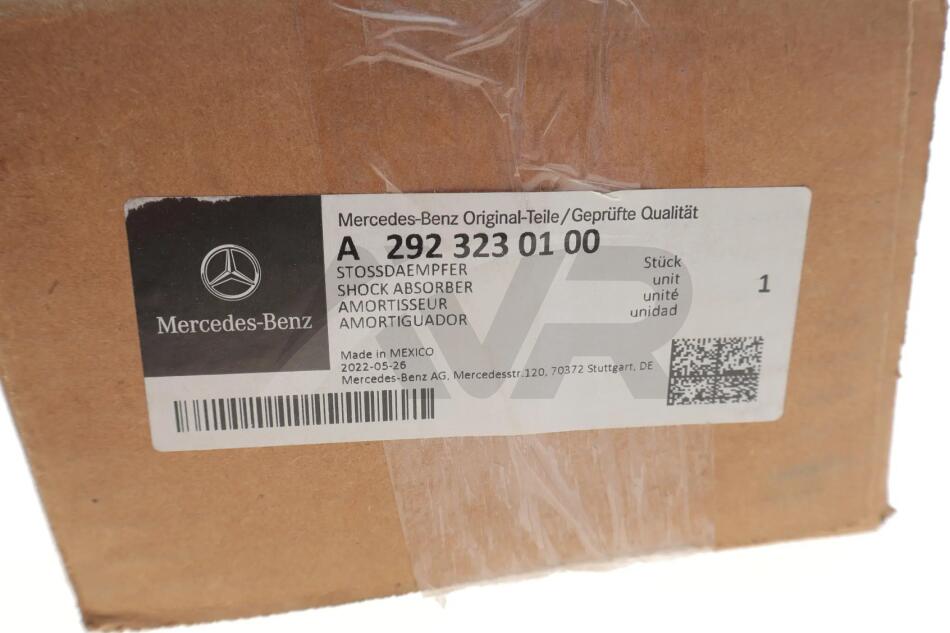 Mercedes-Benz Original-Teile/Geprüfte Qualität
A 292 323 01 00
STOSSDAEMPFER
SHOCK ABSORBER
AMORTISSEUR
AMORTIGUADOR
Stück
unit
unité
unidad
1
Mercedes-Benz
Made in MEXICO
2022-05-26
Mercedes-Benz AG, Mercedesstr.120, 70372 Stuttgart, DE
AVR